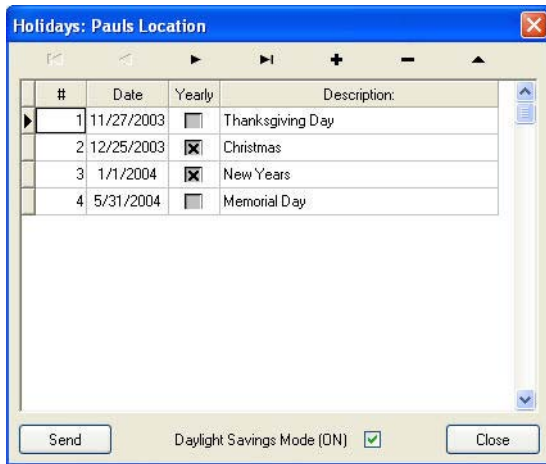 Holidays: Pauls Location
# Date Yearly Description:
1 11/27/2003 Thanksgiving Day
2 12/25/2003 Christmas
3 1/1/2004 New Years
4 5/31/2004 Memorial Day
Send Daylight Savings Mode (ON) Close